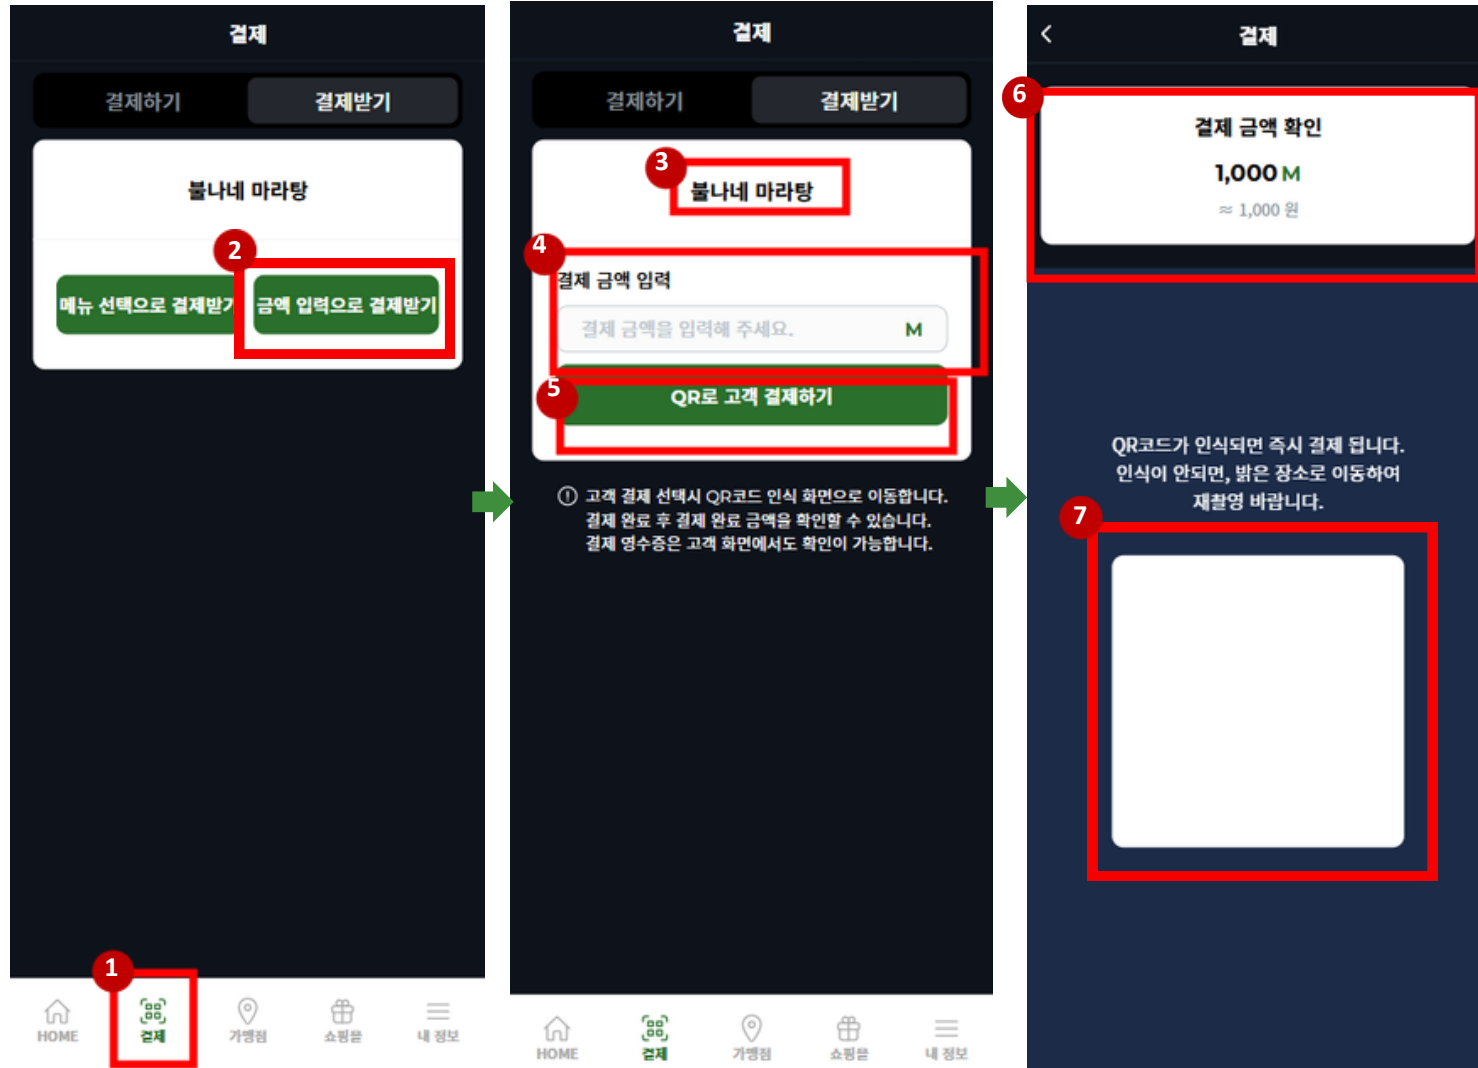 결제
결제하기
결제받기
불나네 마라탕
2
메뉴 선택으로 결제받기
금액 입력으로 결제받기
1
HOME
결제
가맹점
쇼핑몰
내 정보
결제
결제하기
결제받기
3
불나네 마라탕
4
결제 금액 입력
결제 금액을 입력해 주세요.
M
5
QR로 고객 결제하기
고객 결제 선택시 QR코드 인식 화면으로 이동합니다.
결제 완료 후 결제 완료 금액을 확인할 수 있습니다.
결제 영수증은 고객 화면에서도 확인이 가능합니다.
HOME
결제
가맹점
쇼핑몰
내 정보
결제
6
결제 금액 확인
1,000 M
≈ 1,000 원
QR코드가 인식되면 즉시 결제 됩니다.
인식이 안되면, 밝은 장소로 이동하여
재촬영 바랍니다.
7